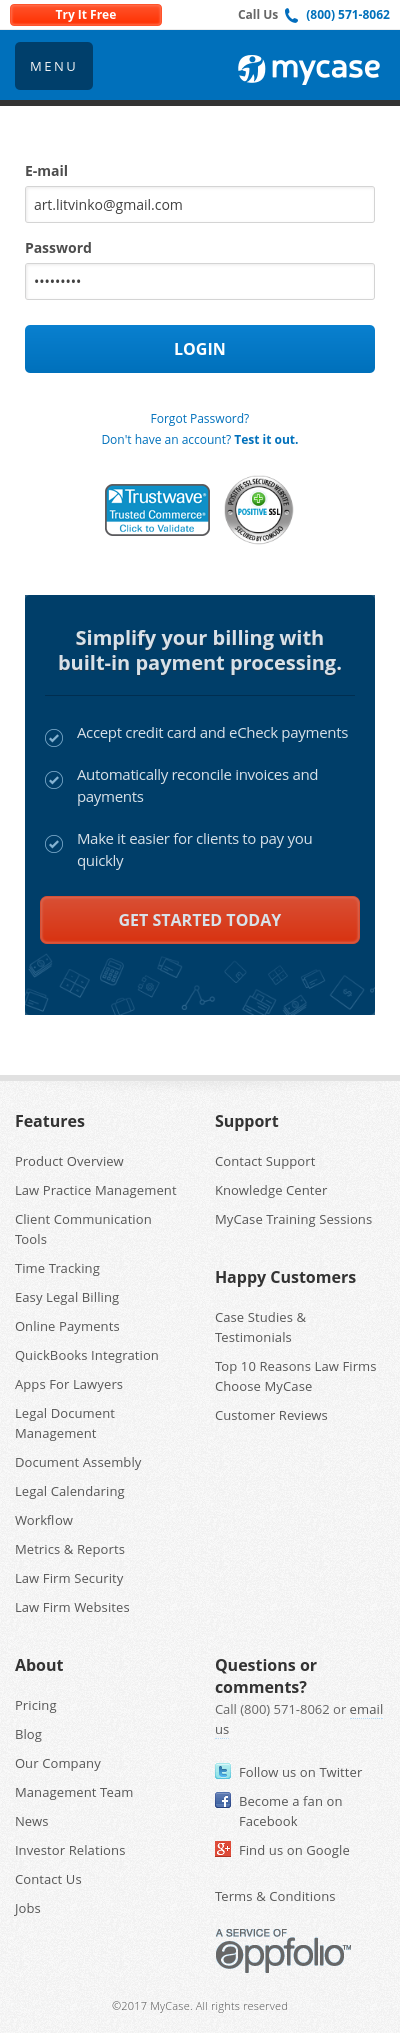 Try It Free
Call Us (800) 571-8062
MENU
mycase
E-mail
art.litvinko@gmail.com
Password
•••••••••
LOGIN
Forgot Password?
Don't have an account? Test it out.
Trustwave®
Trusted Commerce®
Click to Validate
POSITIVE SSL SECURED WEBSITE
POSITIVE SSL
SECURED BY COMODO
Simplify your billing with
built-in payment processing.
Accept credit card and eCheck payments
Automatically reconcile invoices and
payments
Make it easier for clients to pay you
quickly
GET STARTED TODAY
Features
Product Overview
Law Practice Management
Client Communication
Tools
Time Tracking
Easy Legal Billing
Online Payments
QuickBooks Integration
Apps For Lawyers
Legal Document
Management
Document Assembly
Legal Calendaring
Workflow
Metrics & Reports
Law Firm Security
Law Firm Websites
Support
Contact Support
Knowledge Center
MyCase Training Sessions
Happy Customers
Case Studies &
Testimonials
Top 10 Reasons Law Firms
Choose MyCase
Customer Reviews
About
Pricing
Blog
Our Company
Management Team
News
Investor Relations
Contact Us
Jobs
Questions or
comments?
Call (800) 571-8062 or email
us
Follow us on Twitter
Become a fan on
Facebook
Find us on Google
Terms & Conditions
A SERVICE OF
appfolio™
©2017 MyCase. All rights reserved